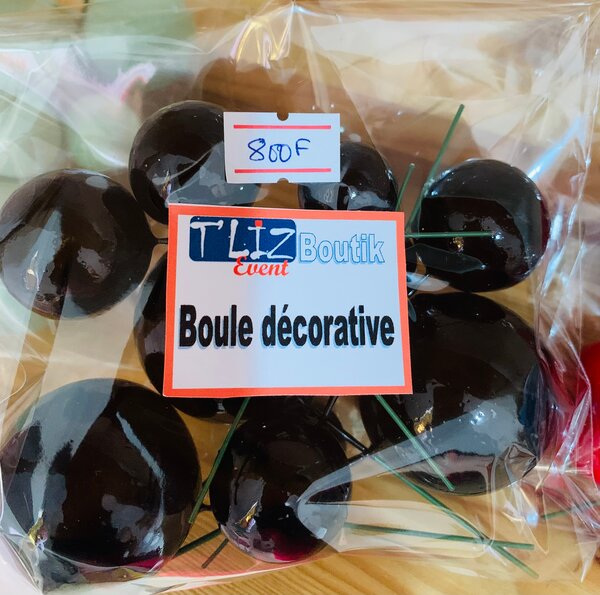 800F
T'LIZ Boutik
Event
Boule décorative